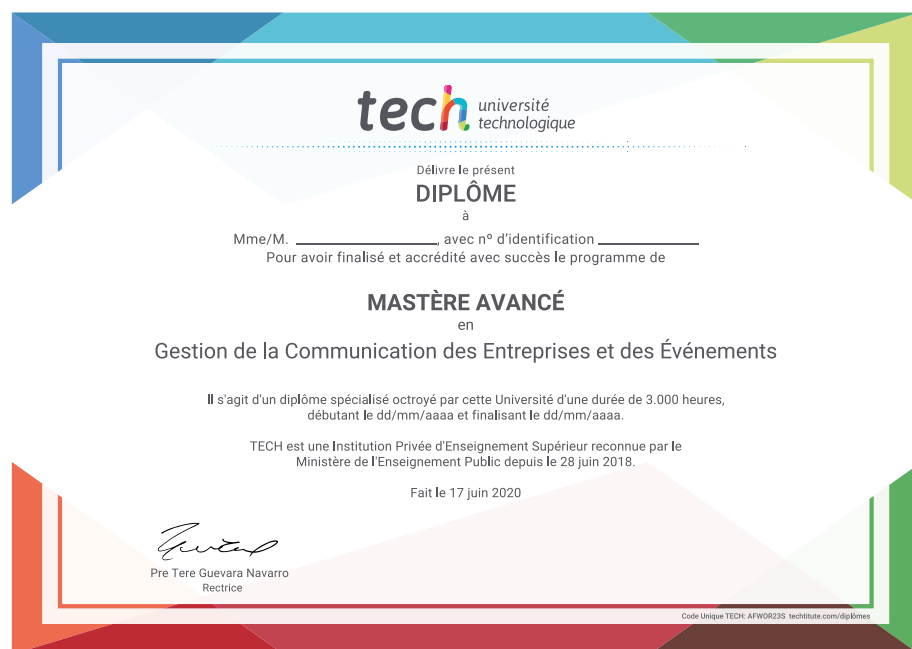 tech université
technologique
Délivre le présent
DIPLÔME
à
Mme/M. ____________, avec nº d'identification ____________
Pour avoir finalisé et accrédité avec succès le programme de
MASTÈRE AVANCÉ
en
Gestion de la Communication des Entreprises et des Événements
Il s'agit d'un diplôme spécialisé octroyé par cette Université d'une durée de 3.000 heures,
débutant le dd/mm/aaaa et finalisant le dd/mm/aaaa.
TECH est une Institution Privée d'Enseignement Supérieur reconnue par le
Ministère de l'Enseignement Public depuis le 28 juin 2018.
Fait le 17 juin 2020
Pre Tere Guevara Navarro
Rectrice
Code Unique TECH: AFWOR23S techtitute.com/diplômes